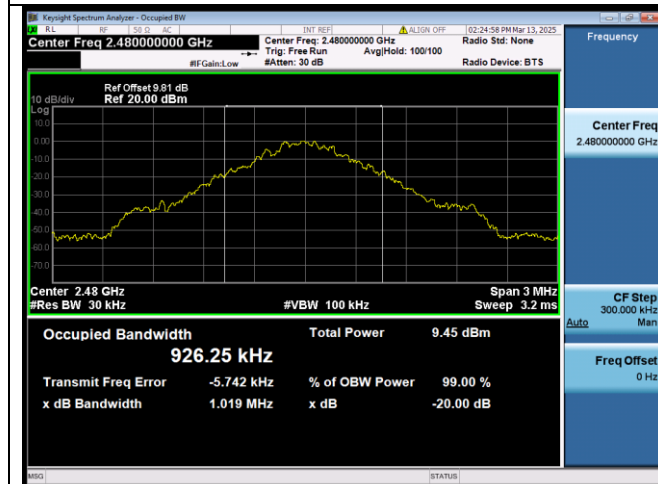 Keysight Spectrum Analyzer - Occupied BW
RL RF 50 Ω AC INT REF ALIGN OFF 02:24:58 PM Mar 13, 2025
Center Freq 2.480000000 GHz
Center Freq: 2.480000000 GHz Radio Std: None
Trig: Free Run Avg|Hold: 100/100
#IFGain:Low #Atten: 30 dB Radio Device: BTS
Ref Offset 9.81 dB
10 dB/div Ref 20.00 dBm
Log
10.0
0.00
-10.0
-20.0
-30.0
-40.0
-50.0
-60.0
-70.0
Center 2.48 GHz Span 3 MHz
#Res BW 30 kHz #VBW 100 kHz Sweep 3.2 ms
Occupied Bandwidth Total Power 9.45 dBm
926.25 kHz
Transmit Freq Error -5.742 kHz % of OBW Power 99.00 %
x dB Bandwidth 1.019 MHz x dB -20.00 dB
MSG STATUS
Frequency
Center Freq
2.480000000 GHz
CF Step
300.000 kHz
Auto Man
Freq Offset
0 Hz